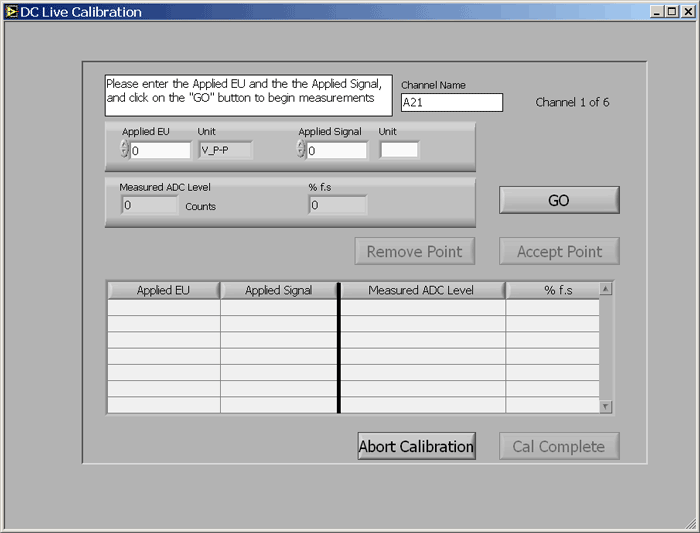 DC Live Calibration
Please enter the Applied EU and the the Applied Signal,
and click on the "GO" button to begin measurements
Channel Name
A21
Channel 1 of 6
Applied EU Unit Applied Signal Unit
0 V_P-P 0
Measured ADC Level % f.s
0 Counts 0
GO
Remove Point Accept Point
Applied EU Applied Signal Measured ADC Level % f.s
Abort Calibration Cal Complete